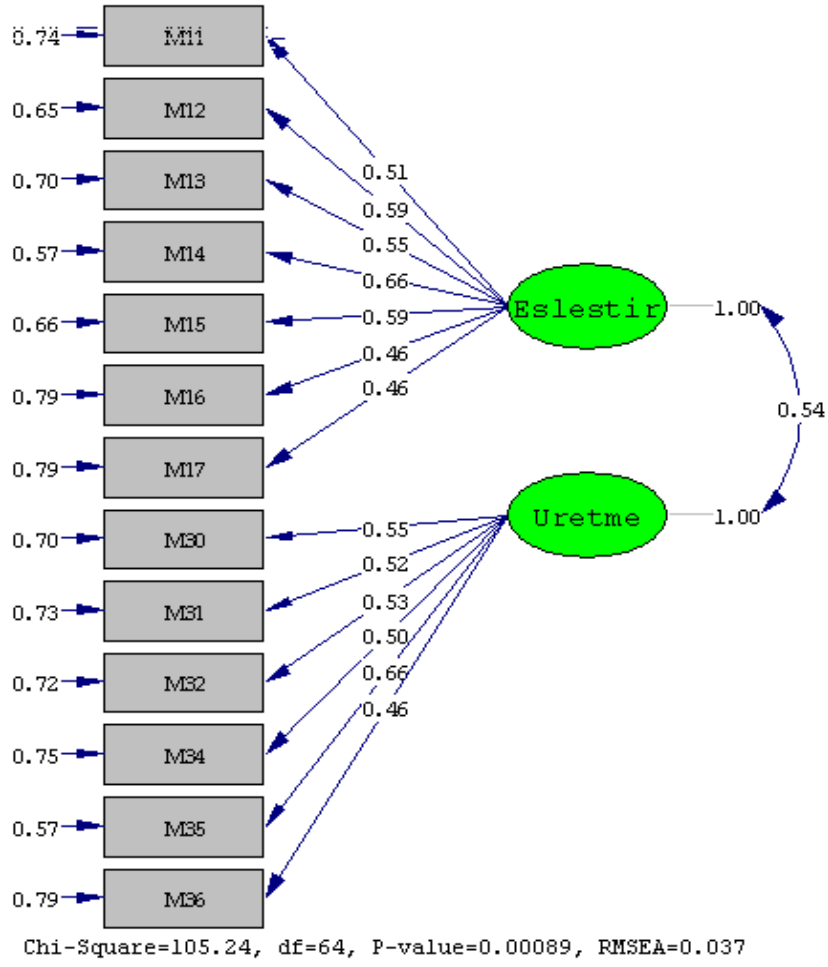 0.74 M11
0.65 M12
0.70 M13
0.57 M14
0.66 M15
0.79 M16
0.79 M17
0.70 M30
0.73 M31
0.72 M32
0.75 M34
0.57 M35
0.79 M36
0.51
0.59
0.55
0.66
0.59
0.46
0.46
0.55
0.52
0.53
0.50
0.66
0.46
Eslestir 1.00
0.54
Uretme 1.00
Chi-Square=105.24, df=64, P-value=0.00089, RMSEA=0.037